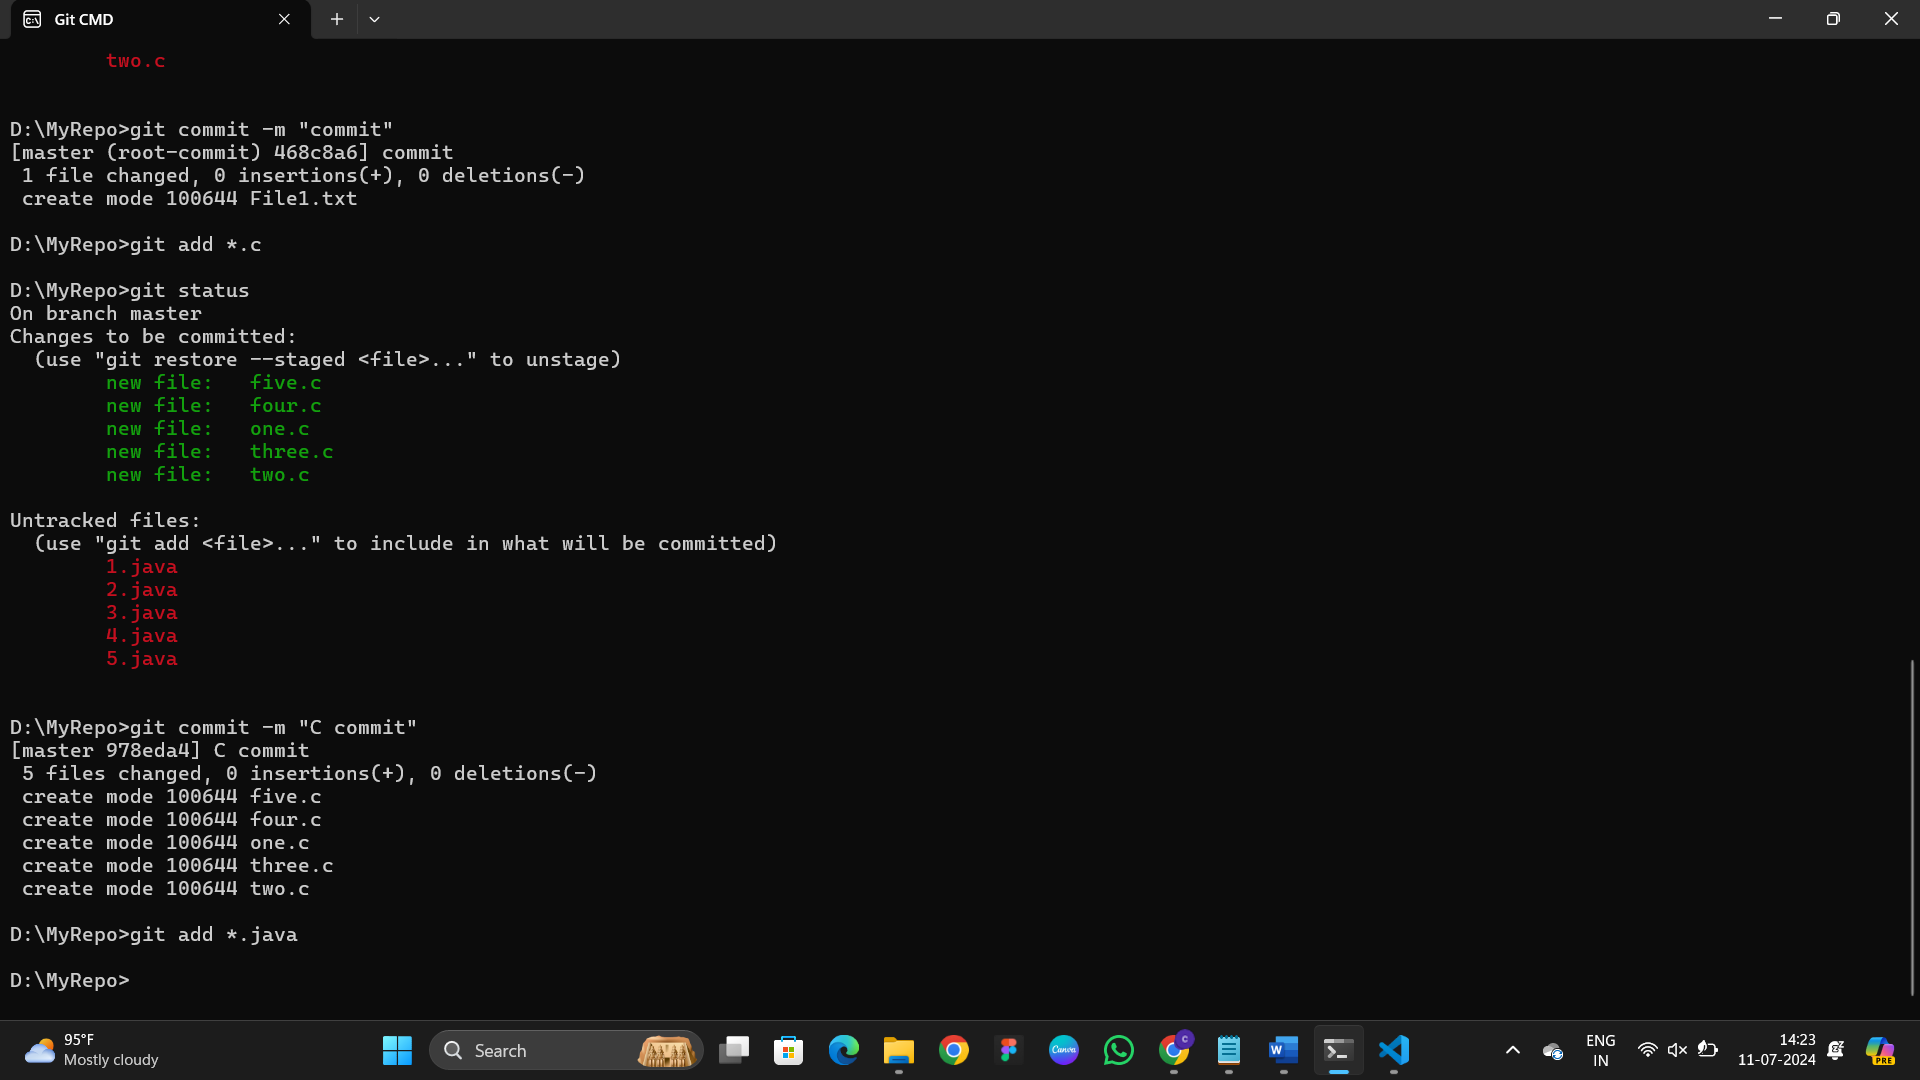 Git CMD
two.c
D:\MyRepo>git commit -m "commit"
[master (root-commit) 468c8a6] commit
1 file changed, 0 insertions(+), 0 deletions(-)
create mode 100644 File1.txt
D:\MyRepo>git add *.c
D:\MyRepo>git status
On branch master
Changes to be committed:
(use "git restore --staged <file>..." to unstage)
new file:   five.c
new file:   four.c
new file:   one.c
new file:   three.c
new file:   two.c
Untracked files:
(use "git add <file>..." to include in what will be committed)
1.java
2.java
3.java
4.java
5.java
D:\MyRepo>git commit -m "C commit"
[master 978eda4] C commit
5 files changed, 0 insertions(+), 0 deletions(-)
create mode 100644 five.c
create mode 100644 four.c
create mode 100644 one.c
create mode 100644 three.c
create mode 100644 two.c
D:\MyRepo>git add *.java
D:\MyRepo>
95°F
Mostly cloudy
Search
Canva
C
W
ENG
IN
14:23
11-07-2024
PRE